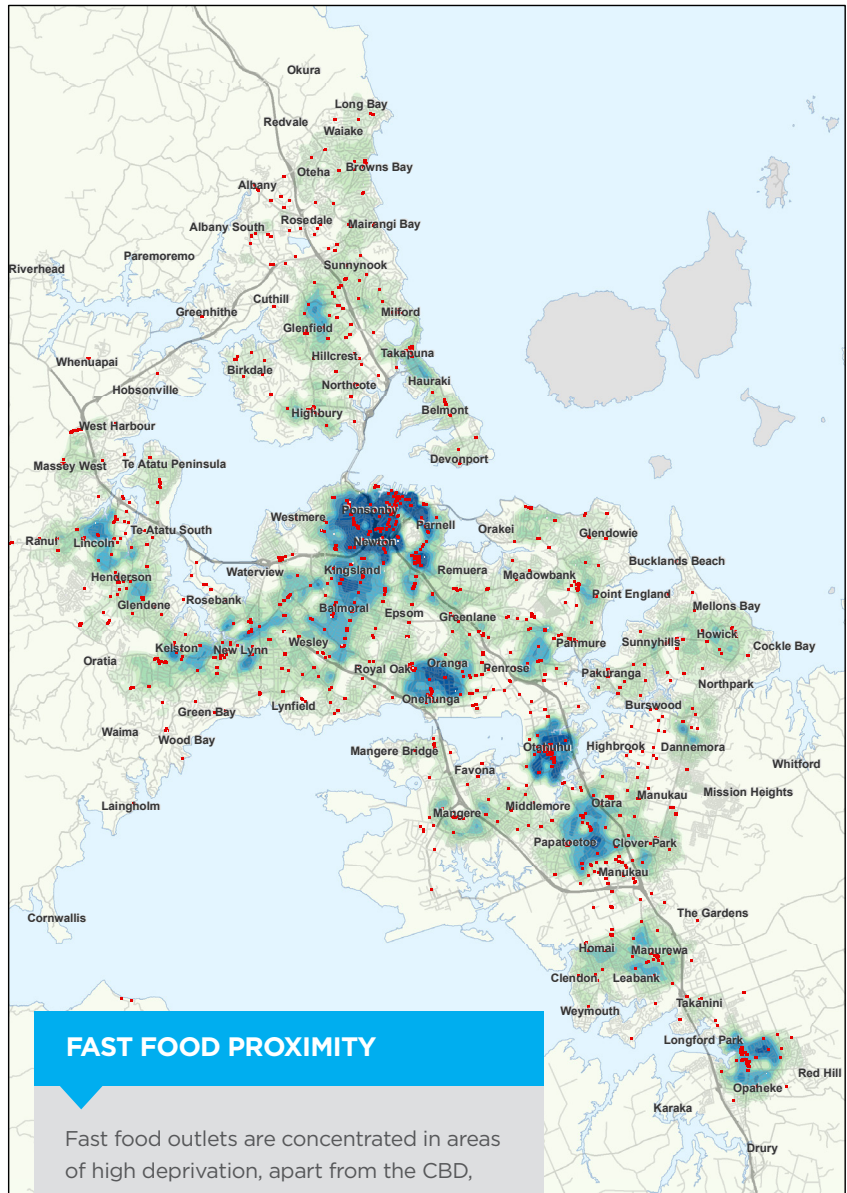 Okura
Long Bay
Redvale
Waiake
Oteha
Browns Bay
Albany
Rosedale
Albany South
Mairangi Bay
Paremoremo
Riverhead
Sunnynook
Cuthill
Greenhithe
Milford
Glenfield
Whenuapai
Hillcrest
Takapuna
Birkdale
Hauraki
Hobsonville
Northcote
Highbury
Belmont
West Harbour
Devonport
Massey West
Te Atatu Peninsula
Ponsonby
Westmere
Parnell
Orakei
Te Atatu South
Glendowie
Ranui
Lincoln
Newton
Bucklands Beach
Henderson
Waterview
Kingsland
Remuera
Meadowbank
Rosebank
Point England
Glendene
Balmoral
Epsom
Greenlane
Mellons Bay
Howick
Wesley
Panmure
Sunnyhills
Cockle Bay
Kelston
New Lynn
Oratia
Royal Oak
Oranga
Penrose
Pakuranga
Northpark
Onehunga
Lynfield
Burswood
Green Bay
Waima
Wood Bay
Mangere Bridge
Otahuhu
Highbrook
Dannemora
Whitford
Favona
Laingholm
Middlemore
Otara
Manukau
Mission Heights
Mangere
Papatoetoe
Clover Park
Manukau
Cornwallis
The Gardens
Homai
Manurewa
Clendon
Leabank
Takanini
Weymouth
Longford Park
Red Hill
Opaheke
Karaka
Drury
FAST FOOD PROXIMITY
Fast food outlets are concentrated in areas
of high deprivation, apart from the CBD,